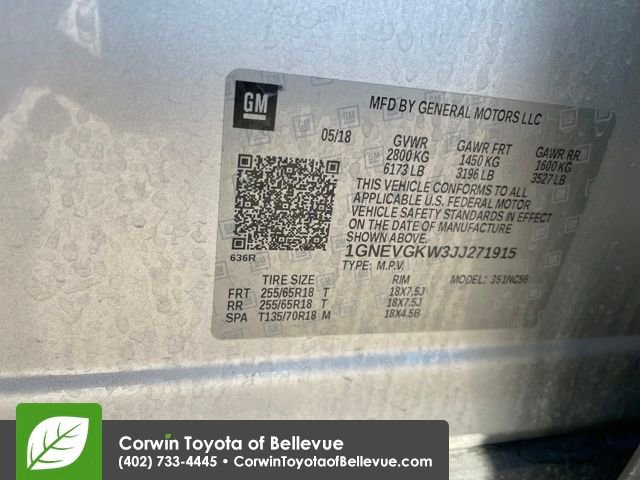 GM
MFD BY GENERAL MOTORS LLC
05/18 GVWR GAWR FRT GAWR RR
2800 KG 1450 KG 1600 KG
6173 LB 3196 LB 3527 LB
THIS VEHICLE CONFORMS TO ALL
APPLICABLE U.S. FEDERAL MOTOR
VEHICLE SAFETY STANDARDS IN EFFECT
ON THE DATE OF MANUFACTURE
SHOWN ABOVE.
636R
1GNEVGKW3JJ271915
TYPE: M.P.V. MODEL: 351NC56
TIRE SIZE RIM
FRT 255/65R18 T 18X7.5J
RR 255/65R18 T 18X7.5J
SPA T135/70R18 M 18X4.5B
Corwin Toyota of Bellevue
(402) 733-4445 • CorwinToyotaofBellevue.com